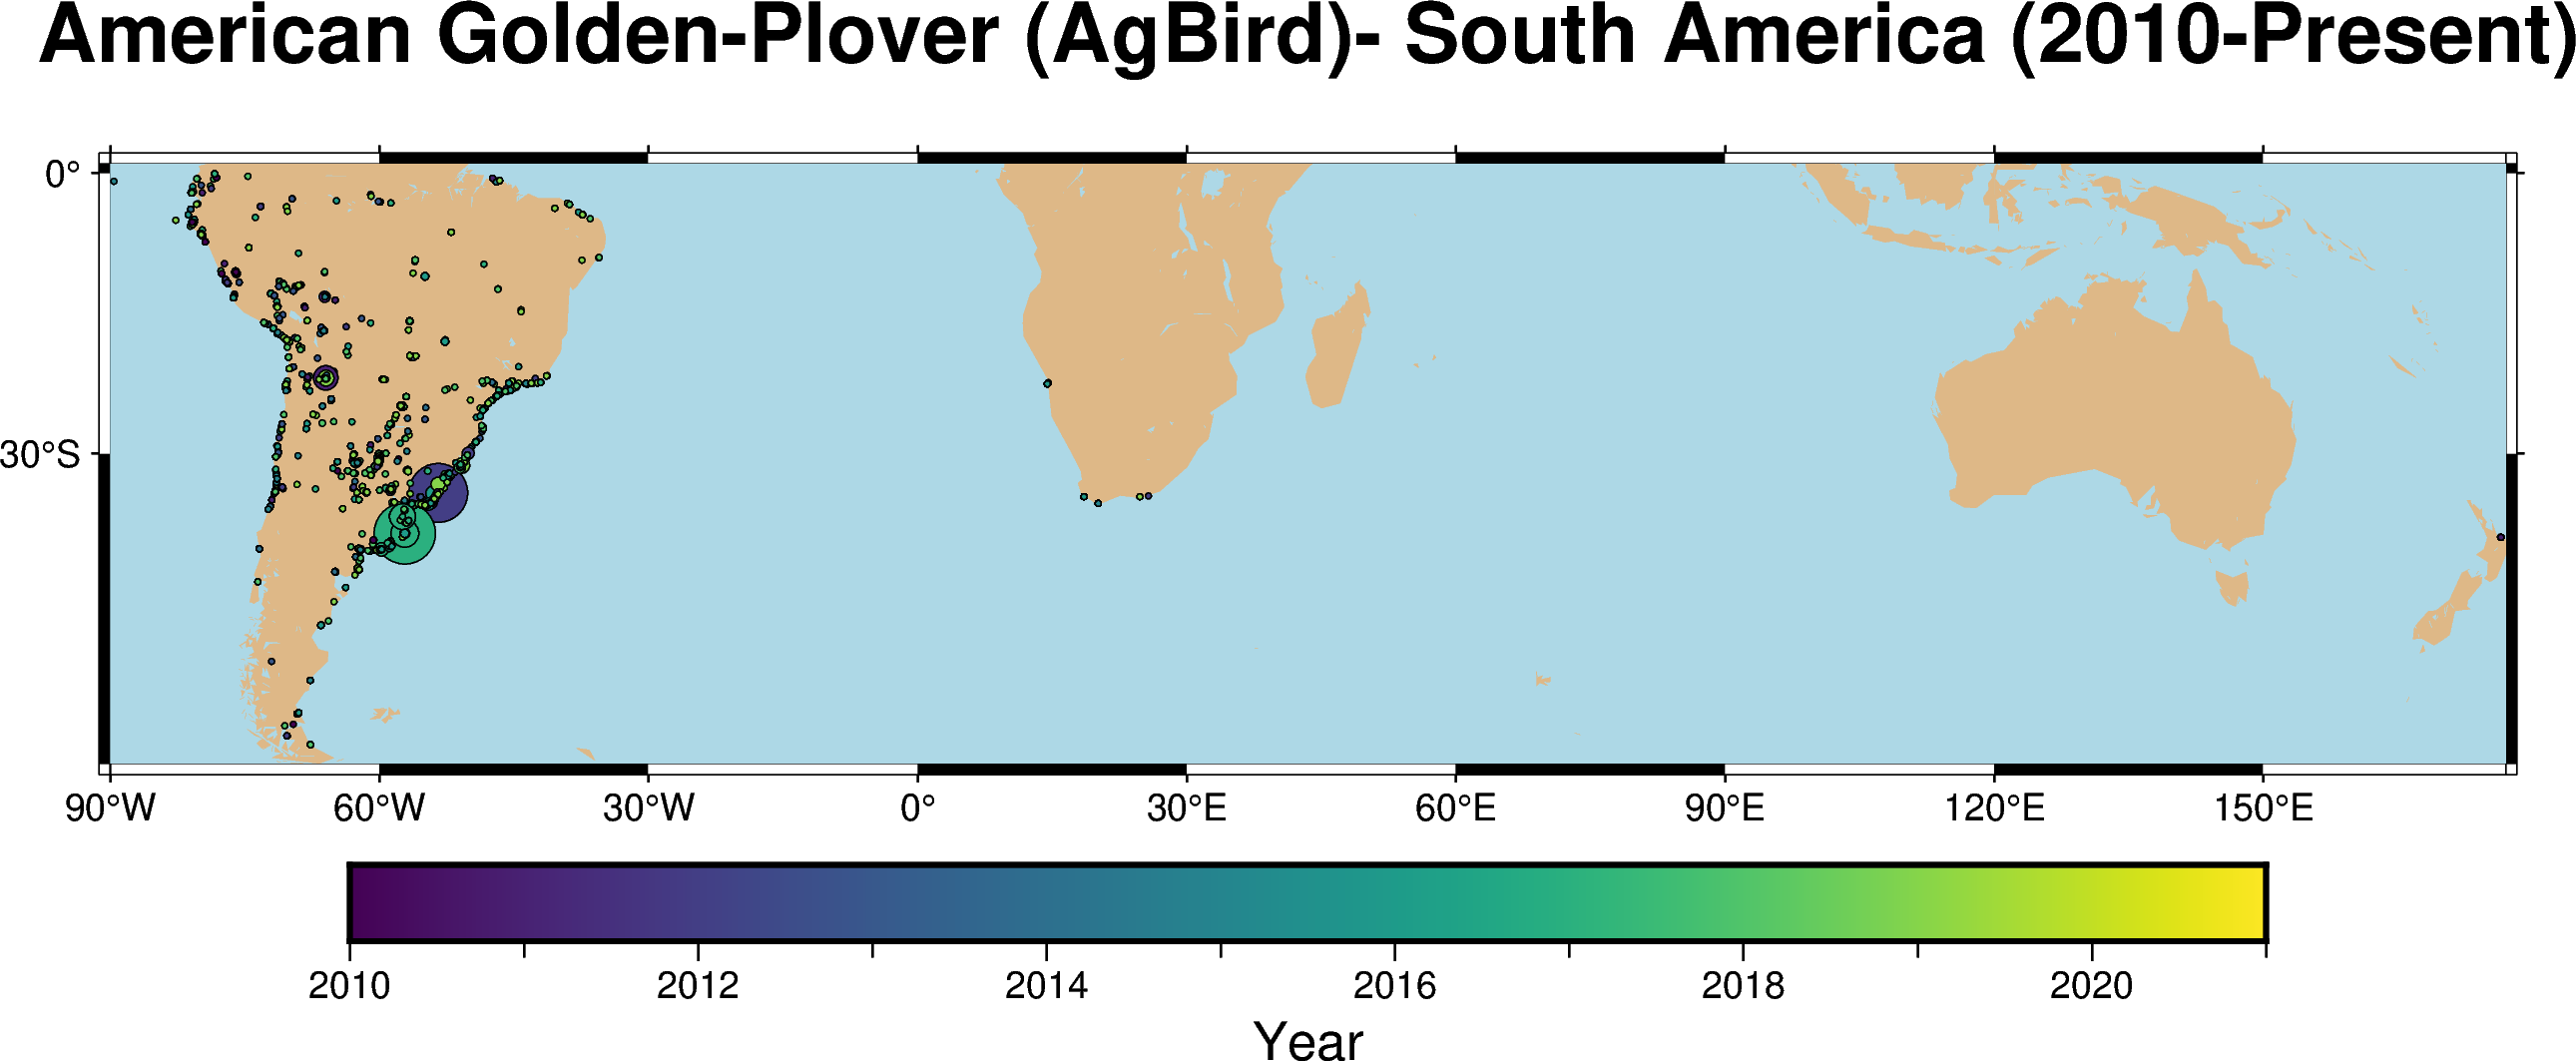 American Golden-Plover (AgBird)- South America (2010-Present)
0°
30°S
90°W 60°W 30°W 0° 30°E 60°E 90°E 120°E 150°E
2010 2012 2014 2016 2018 2020
Year